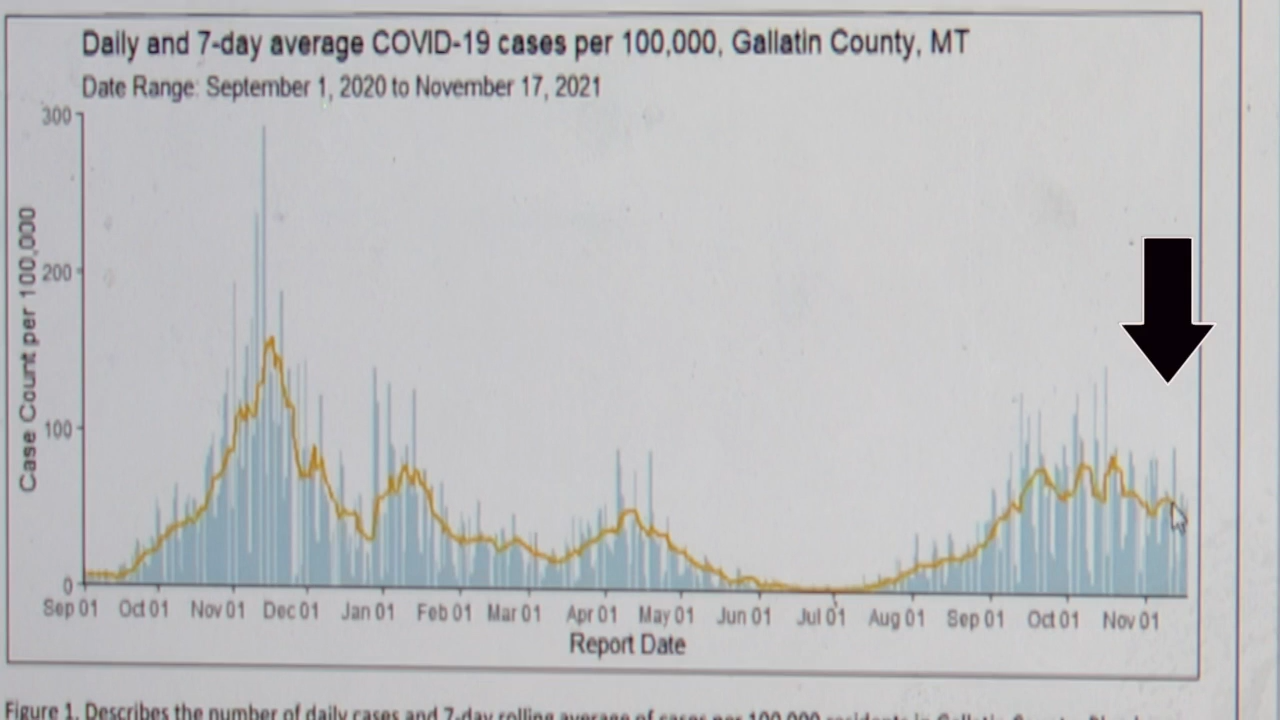 Daily and 7-day average COVID-19 cases per 100,000, Gallatin County, MT
Date Range: September 1, 2020 to November 17, 2021
300
200
100
0
Case Count per 100,000
Sep 01 Oct 01 Nov 01 Dec 01 Jan 01 Feb 01 Mar 01 Apr 01 May 01 Jun 01 Jul 01 Aug 01 Sep 01 Oct 01 Nov 01
Report Date
Figure 1. Describes the number of daily cases and 7-day rolling average of cases per 100,000 residents in Gallatin County